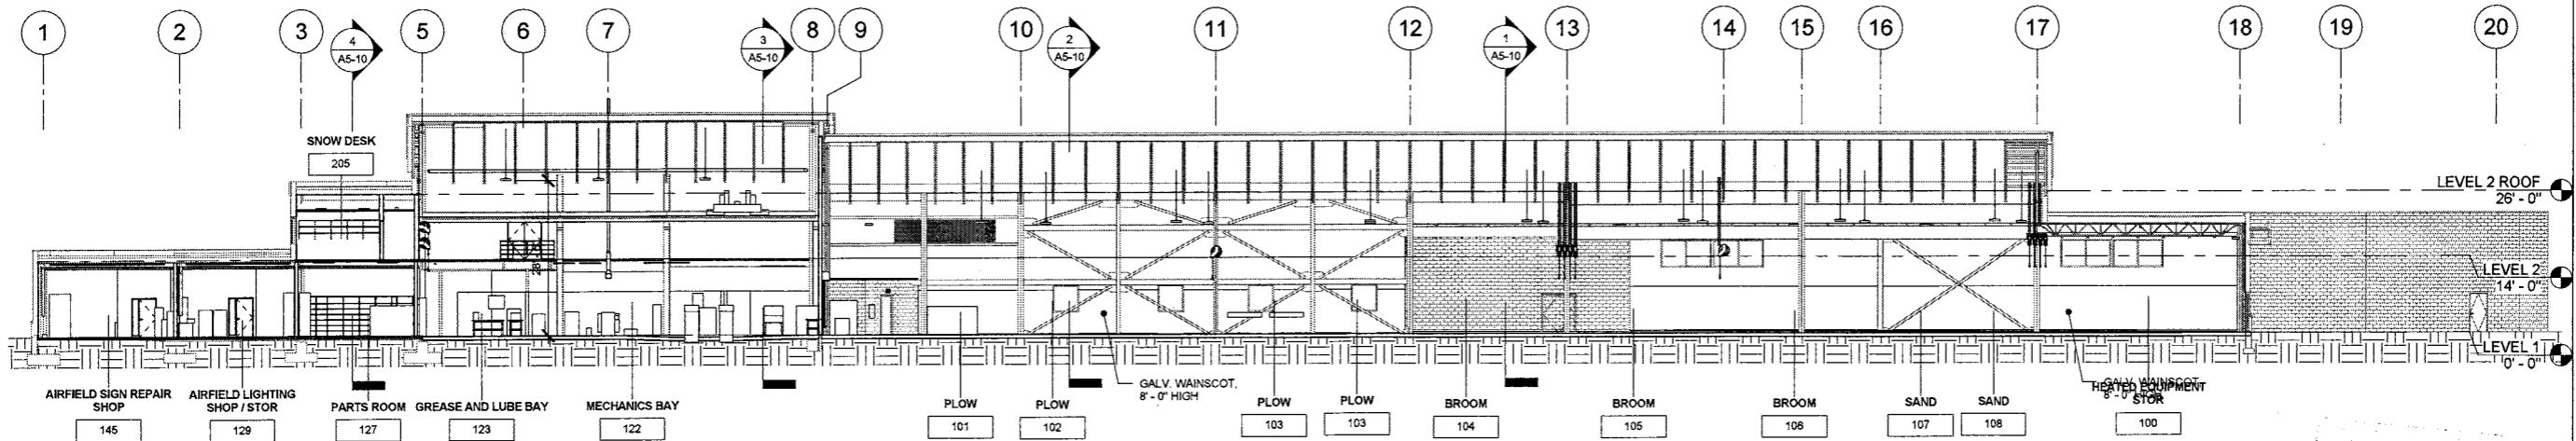 1 2 3 5 6 7 8 9 10 11 12 13 14 15 16 17 18 19 20
4
A5-10
3
A5-10
2
A5-10
1
A5-10
SNOW DESK
205
LEVEL 2 ROOF
26' - 0"
LEVEL 2
14' - 0"
LEVEL 1
0' - 0"
AIRFIELD SIGN REPAIR
SHOP
145
AIRFIELD LIGHTING
SHOP / STOR
129
PARTS ROOM
127
GREASE AND LUBE BAY
123
MECHANICS BAY
122
PLOW
101
PLOW
102
GALV. WAINSCOT,
8' - 0" HIGH
PLOW
103
PLOW
103
BROOM
104
BROOM
105
BROOM
106
SAND
107
SAND
108
GALV. WAINSCOT,
8' - 0" HIGH
HEATED EQUIPMENT
STOR
100